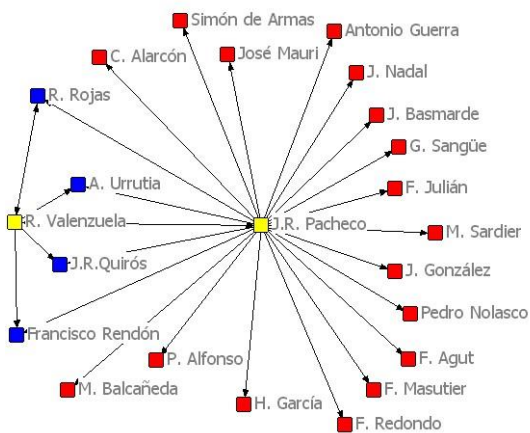 Simón de Armas
Antonio Guerra
C. Alarcón
José Mauri
J. Nadal
R. Rojas
J. Basmarde
G. Sangüe
A. Urrutia
F. Julián
R. Valenzuela
J.R. Pacheco
M. Sardier
J.R.Quirós
J. González
Pedro Nolasco
Francisco Rendón
P. Alfonso
F. Agut
M. Balcañeda
F. Masutier
H. García
F. Redondo